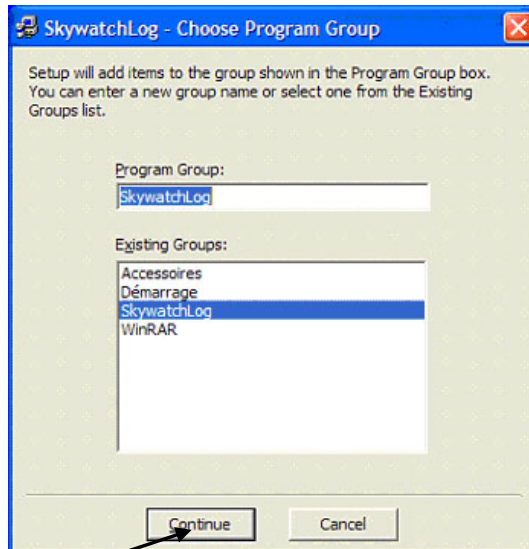 SkywatchLog - Choose Program Group
Setup will add items to the group shown in the Program Group box.
You can enter a new group name or select one from the Existing
Groups list.
Program Group:
SkywatchLog
Existing Groups:
Accessoires
Démarrage
SkywatchLog
WinRAR
Continue
Cancel